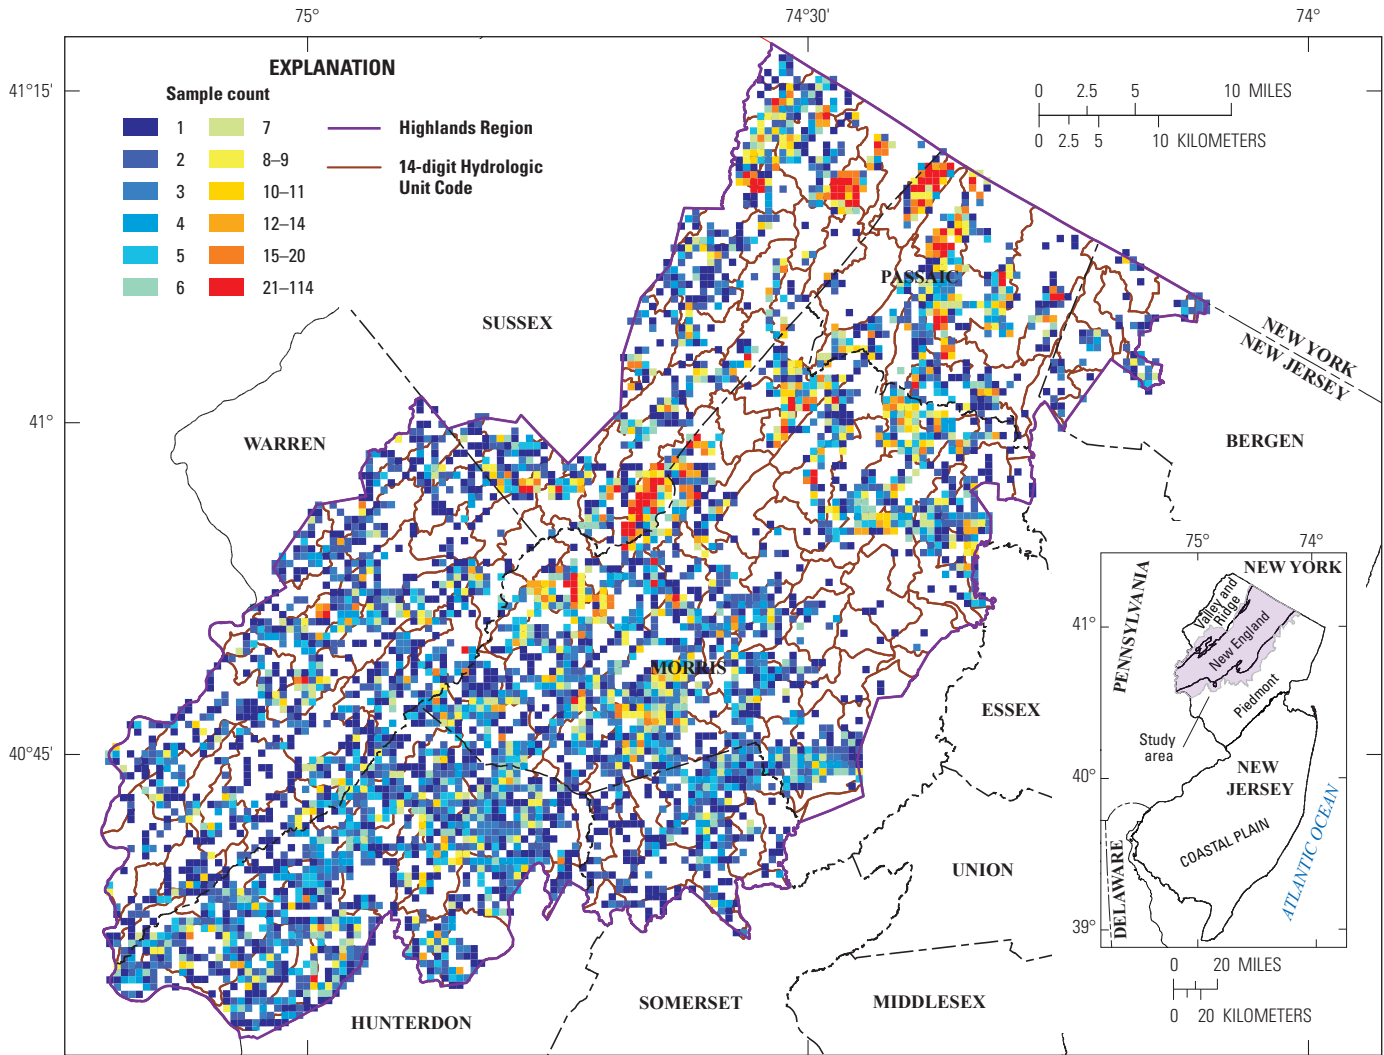 75°
74°30'
74°
41°15'
41°
40°45'
EXPLANATION
Sample count
1
2
3
4
5
6
7
8–9
10–11
12–14
15–20
21–114
Highlands Region
14-digit Hydrologic
Unit Code
0 2.5 5 10 MILES
0 2.5 5 10 KILOMETERS
SUSSEX
PASSAIC
WARREN
NEW YORK
NEW JERSEY
BERGEN
MORRIS
ESSEX
UNION
SOMERSET
MIDDLESEX
HUNTERDON
75°
74°
41°
40°
39°
NEW YORK
PENNSYLVANIA
Valley and
Ridge
New England
Piedmont
Study
area
NEW
JERSEY
COASTAL PLAIN
ATLANTIC OCEAN
DELAWARE
0 20 MILES
0 20 KILOMETERS